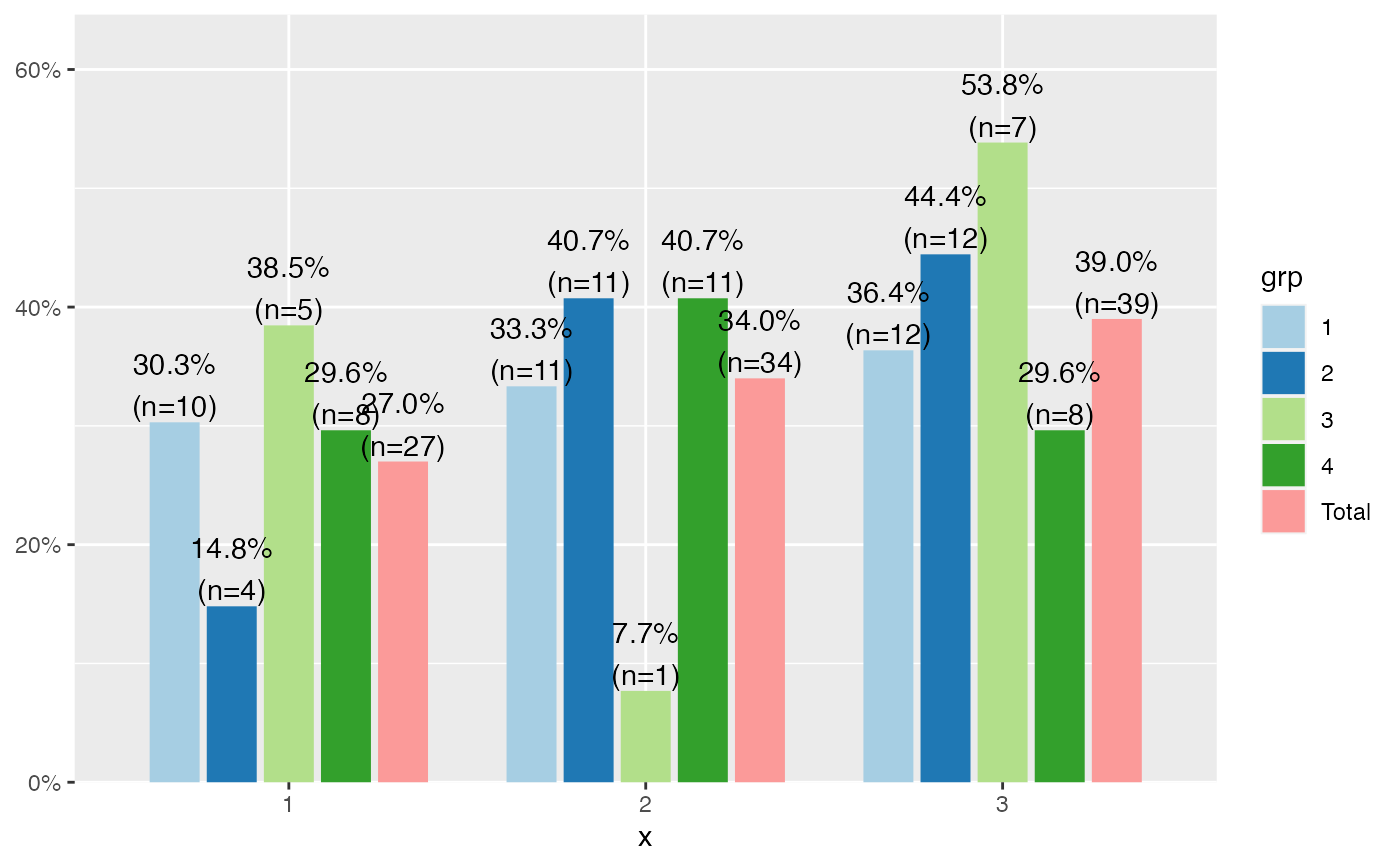 60%
40%
20%
0%
30.3%
(n=10)
14.8%
(n=4)
38.5%
(n=5)
29.6%
(n=8)
27.0%
(n=27)
33.3%
(n=11)
40.7%
(n=11)
7.7%
(n=1)
40.7%
(n=11)
34.0%
(n=34)
36.4%
(n=12)
44.4%
(n=12)
53.8%
(n=7)
29.6%
(n=8)
39.0%
(n=39)
1
2
3
x
grp
1
2
3
4
Total